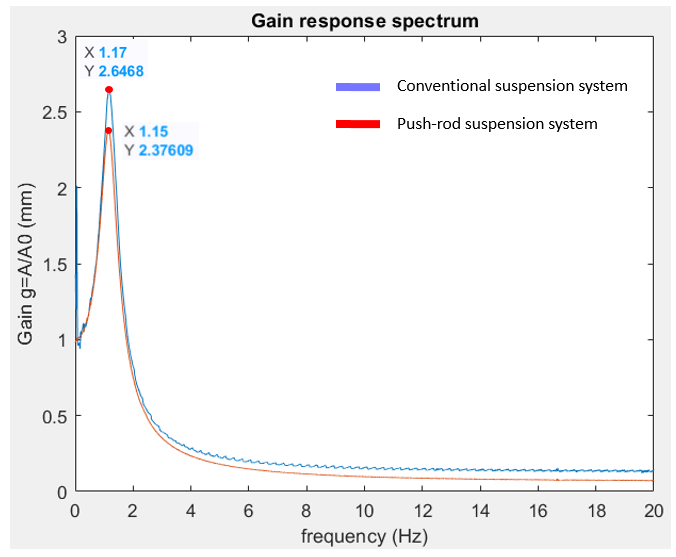 Gain response spectrum
3
X 1.17
Y 2.6468
Conventional suspension system
2.5
Push-rod suspension system
X 1.15
Y 2.37609
2
Gain g=A/A0 (mm)
1.5
1
0.5
0
0 2 4 6 8 10 12 14 16 18 20
frequency (Hz)